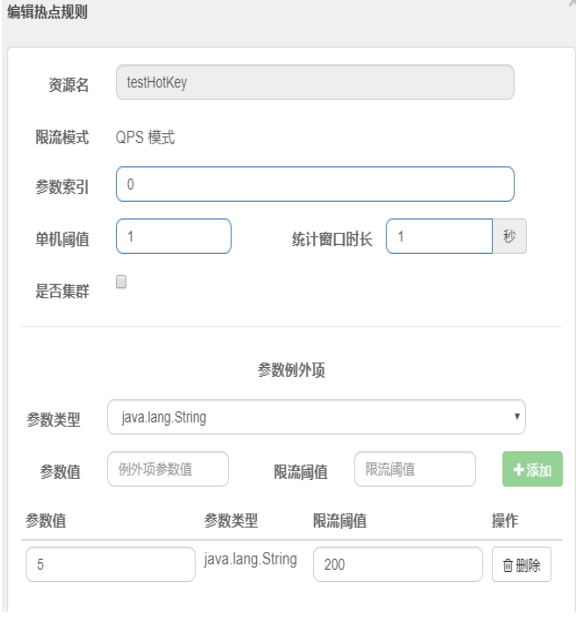 编辑热点规则
资源名 testHotKey
限流模式 QPS 模式
参数索引 0
单机阈值 1 统计窗口时长 1 秒
是否集群
参数例外项
参数类型 java.lang.String
参数值 例外项参数值 限流阈值 限流阈值 +添加
参数值 参数类型 限流阈值 操作
5 java.lang.String 200 删除